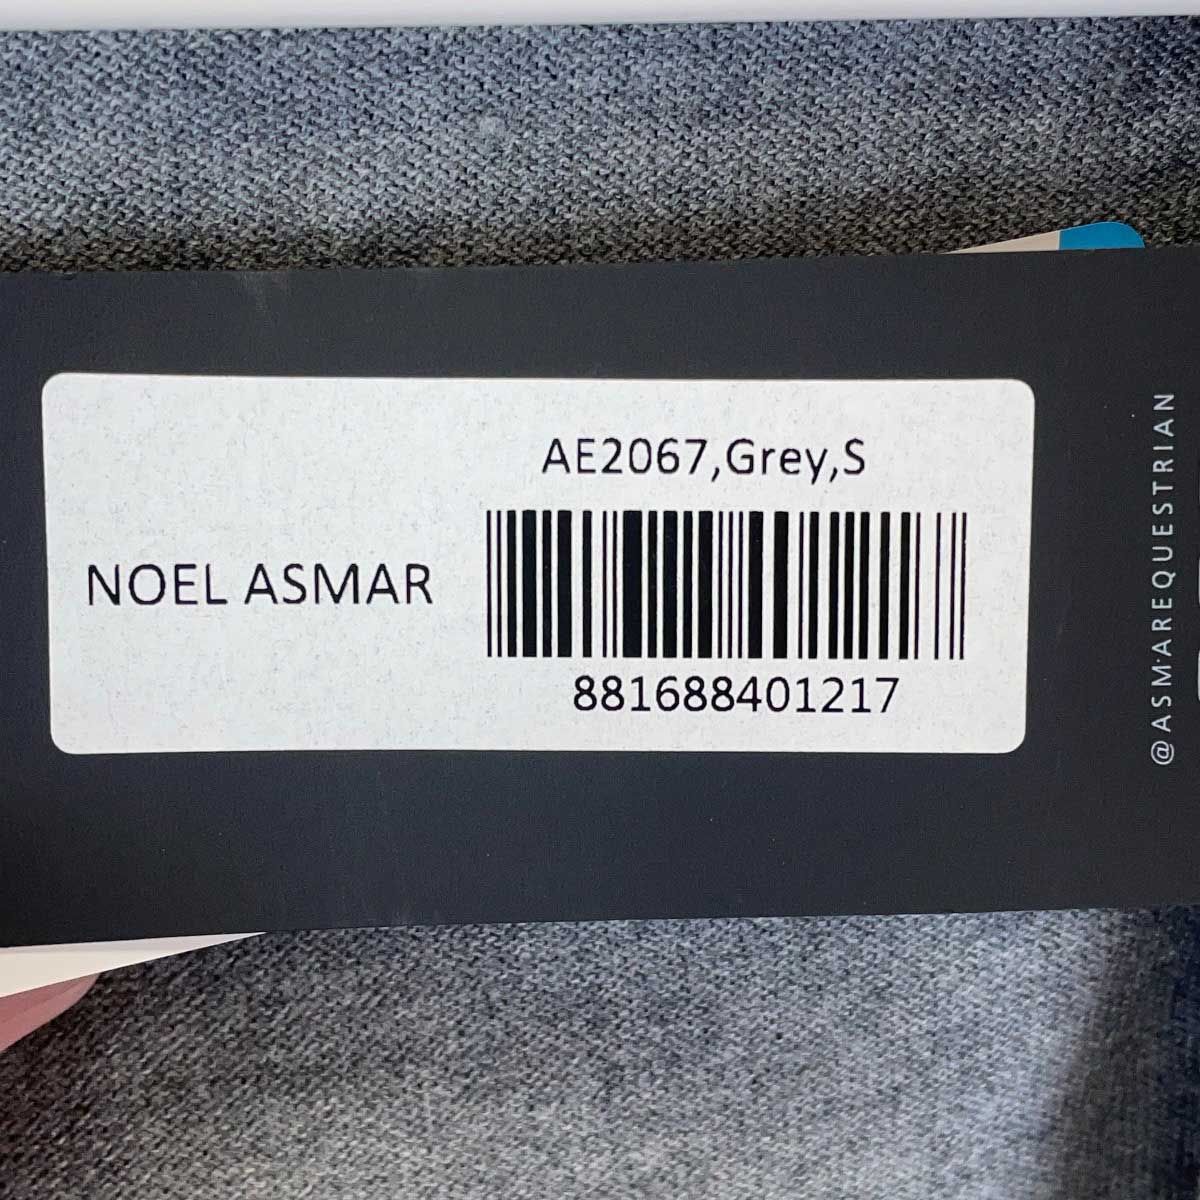 AE2067,Grey,S
NOEL ASMAR
881688401217
@ASMAREQUESTRIAN